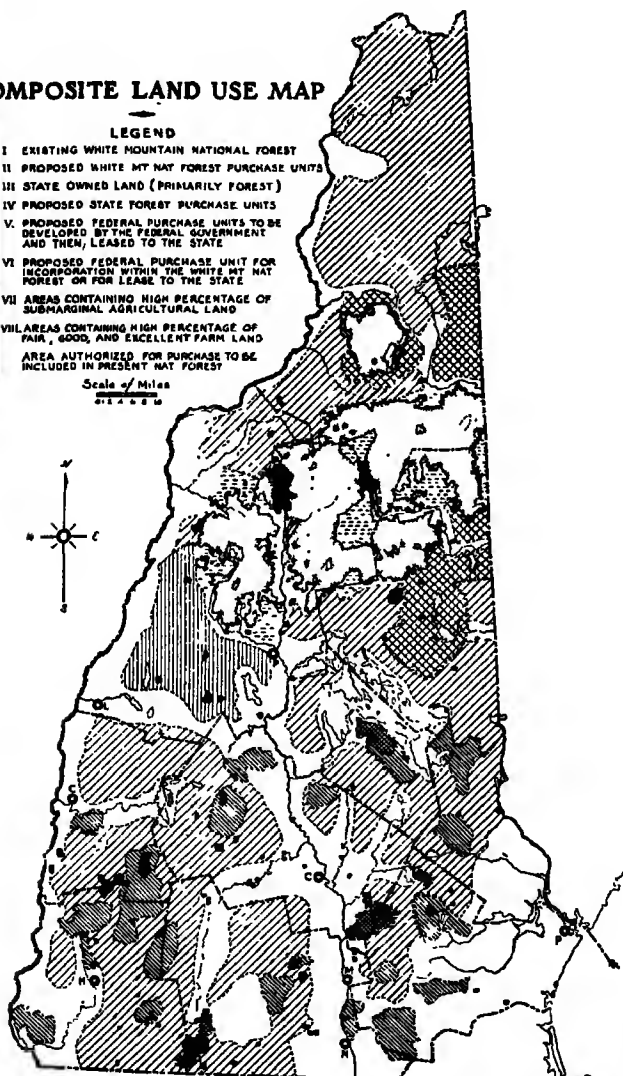 OMPOSITE LAND USE MAP
LEGEND
I EXISTING WHITE MOUNTAIN NATIONAL FOREST
II PROPOSED WHITE MT NAT FOREST PURCHASE UNITS
III STATE OWNED LAND (PRIMARILY FOREST)
IV PROPOSED STATE FOREST PURCHASE UNITS
V. PROPOSED FEDERAL PURCHASE UNITS TO BE
DEVELOPED BY THE FEDERAL GOVERNMENT
AND THEN, LEASED TO THE STATE
VI PROPOSED FEDERAL PURCHASE UNIT FOR
INCORPORATION WITHIN THE WHITE MT NAT
FOREST OR FOR LEASE TO THE STATE
VII AREAS CONTAINING HIGH PERCENTAGE OF
SUBMARGINAL AGRICULTURAL LAND
VIII. AREAS CONTAINING HIGH PERCENTAGE OF
FAIR, GOOD, AND EXCELLENT FARM LAND
AREA AUTHORIZED FOR PURCHASE TO BE
INCLUDED IN PRESENT NAT FOREST
Scale of Miles
N
E
S
L
C
C
P
K
M
N